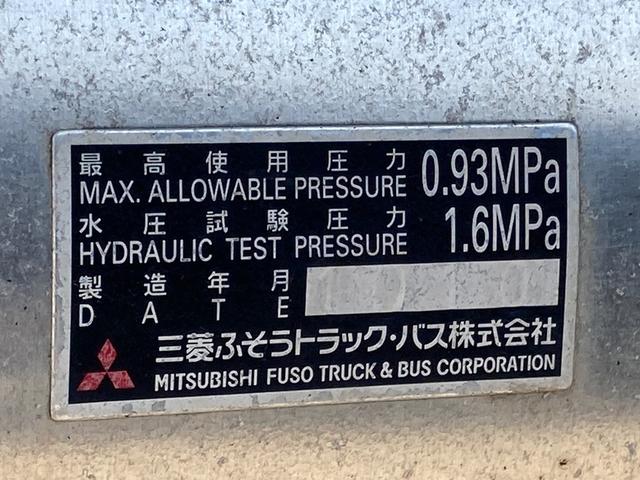 最高使用圧力 0.93MPa
MAX. ALLOWABLE PRESSURE
水圧試験圧力 1.6MPa
HYDRAULIC TEST PRESSURE
製造年月
DATE
三菱ふそうトラック・バス株式会社
MITSUBISHI FUSO TRUCK & BUS CORPORATION